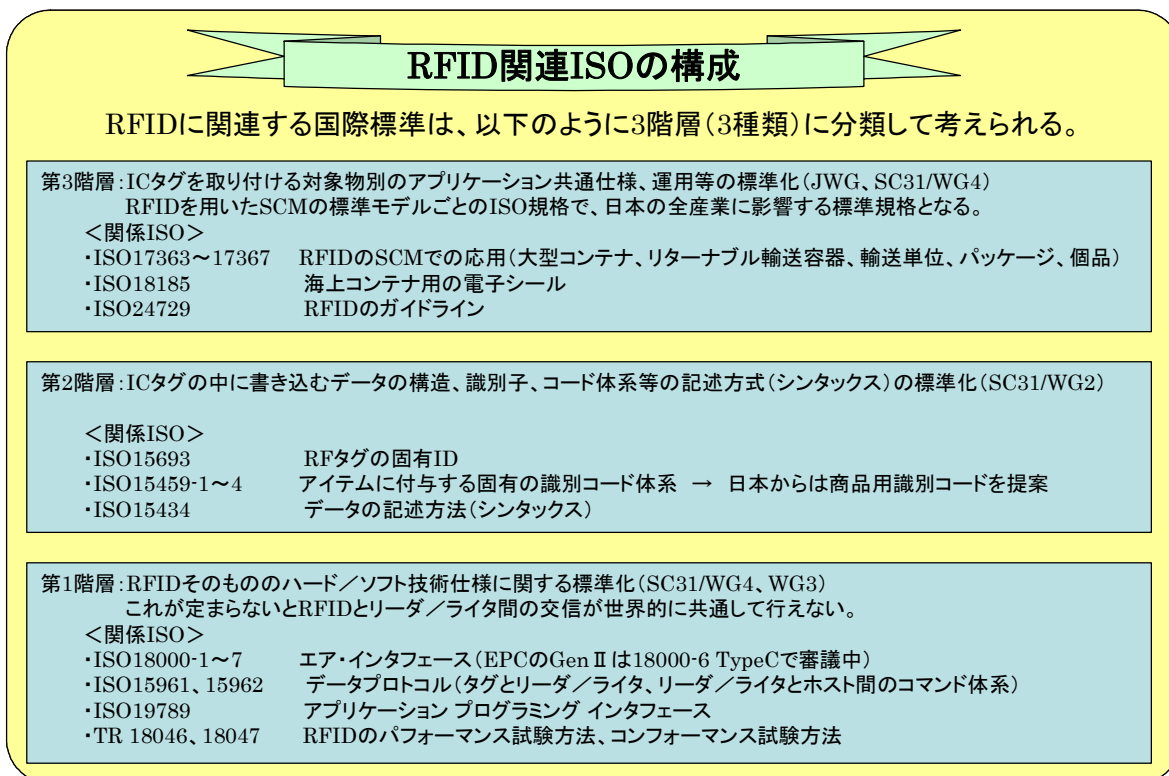 RFID関連ISOの構成
RFIDに関連する国際標準は、以下のように3階層(3種類)に分類して考えられる。
第3階層:ICタグを取り付ける対象物別のアプリケーション共通仕様、運用等の標準化(JWG、SC31/WG4)
RFIDを用いたSCMの標準モデルごとのISO規格で、日本の全産業に影響する標準規格となる。
<関係ISO>
・ISO17363～17367 RFIDのSCMでの応用(大型コンテナ、リターナブル輸送容器、輸送単位、パッケージ、個品)
・ISO18185 海上コンテナ用の電子シール
・ISO24729 RFIDのガイドライン
第2階層:ICタグの中に書き込むデータの構造、識別子、コード体系等の記述方式(シンタックス)の標準化(SC31/WG2)
<関係ISO>
・ISO15693 RFタグの固有ID
・ISO15459-1～4 アイテムに付与する固有の識別コード体系 → 日本からは商品用識別コードを提案
・ISO15434 データの記述方法(シンタックス)
第1階層:RFIDそのもののハード／ソフト技術仕様に関する標準化(SC31/WG4、WG3)
これが定まらないとRFIDとリーダ／ライタ間の交信が世界的に共通して行えない。
<関係ISO>
・ISO18000-1～7 エア・インタフェース(EPCのGenⅡは18000-6 TypeCで審議中)
・ISO15961、15962 データプロトコル(タグとリーダ／ライタ、リーダ／ライタとホスト間のコマンド体系)
・ISO19789 アプリケーション プログラミング インタフェース
・TR 18046、18047 RFIDのパフォーマンス試験方法、コンフォーマンス試験方法